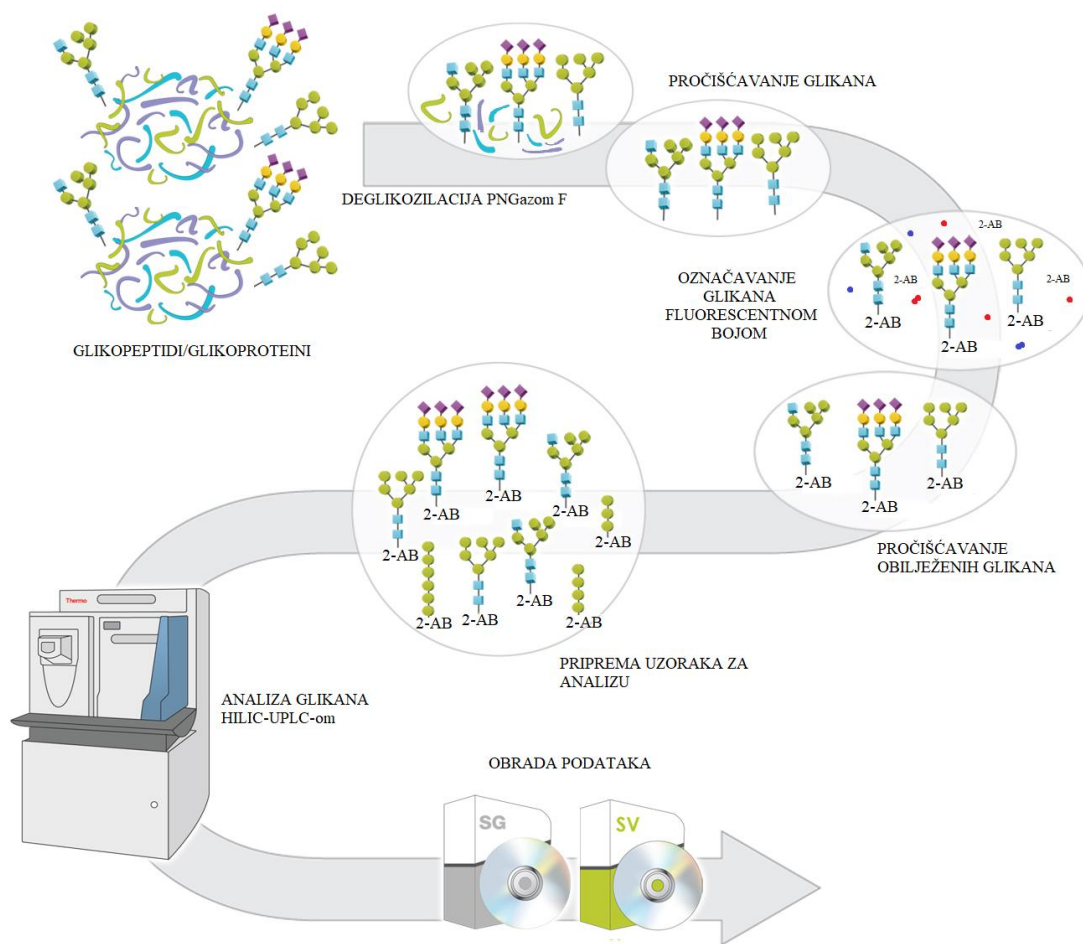 GLIKOPEPTIDI/GLIKOPROTEINI
DEGLIKOZILACIJA PNGazom F
PROČIŠĆAVANJE GLIKANA
OZNAČAVANJE
GLIKANA
FLUORESCENTNOM
BOJOM
2-AB
2-AB
2-AB
2-AB
2-AB
2-AB
2-AB
2-AB
2-AB
PROČIŠĆAVANJE
OBILJEŽENIH GLIKANA
2-AB
2-AB
2-AB
2-AB
2-AB
2-AB
2-AB
2-AB
2-AB
2-AB
PRIPREMA UZORAKA ZA
ANALIZU
Thermo
ANALIZA GLIKANA
HILIC-UPLC-om
OBRADA PODATAKA
SG
SV